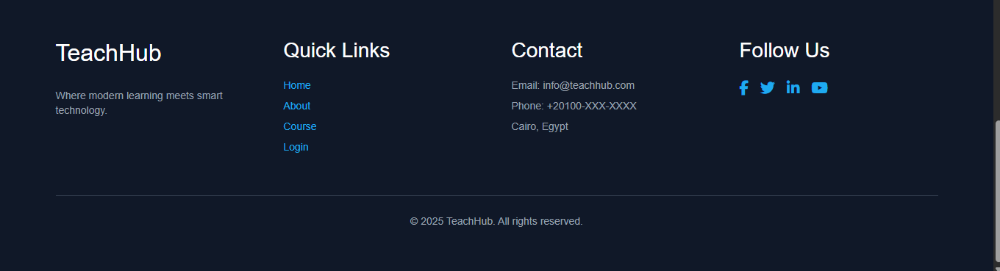 TeachHub
Where modern learning meets smart
technology.
Quick Links
Home
About
Course
Login
Contact
Email: info@teachhub.com
Phone: +20100-XXX-XXXX
Cairo, Egypt
Follow Us
© 2025 TeachHub. All rights reserved.